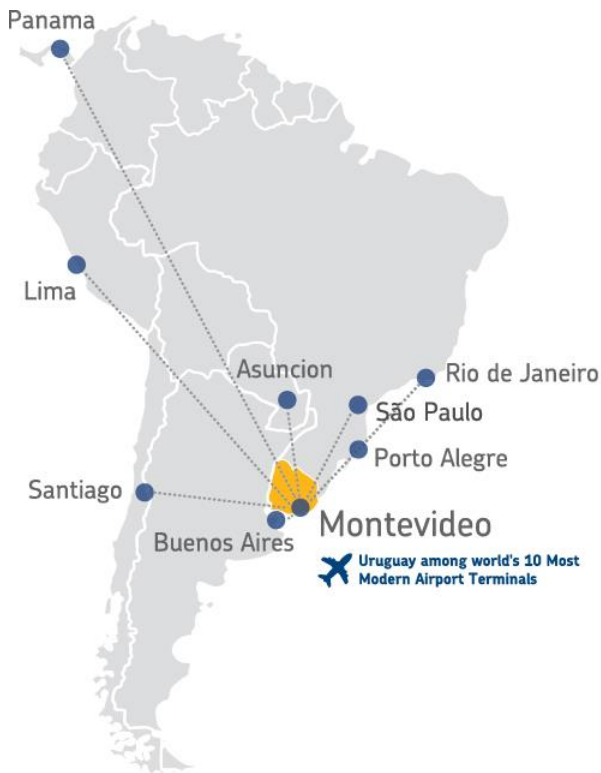 Panama
Lima
Asuncion
Rio de Janeiro
São Paulo
Porto Alegre
Santiago
Montevideo
Buenos Aires
Uruguay among world's 10 Most
Modern Airport Terminals